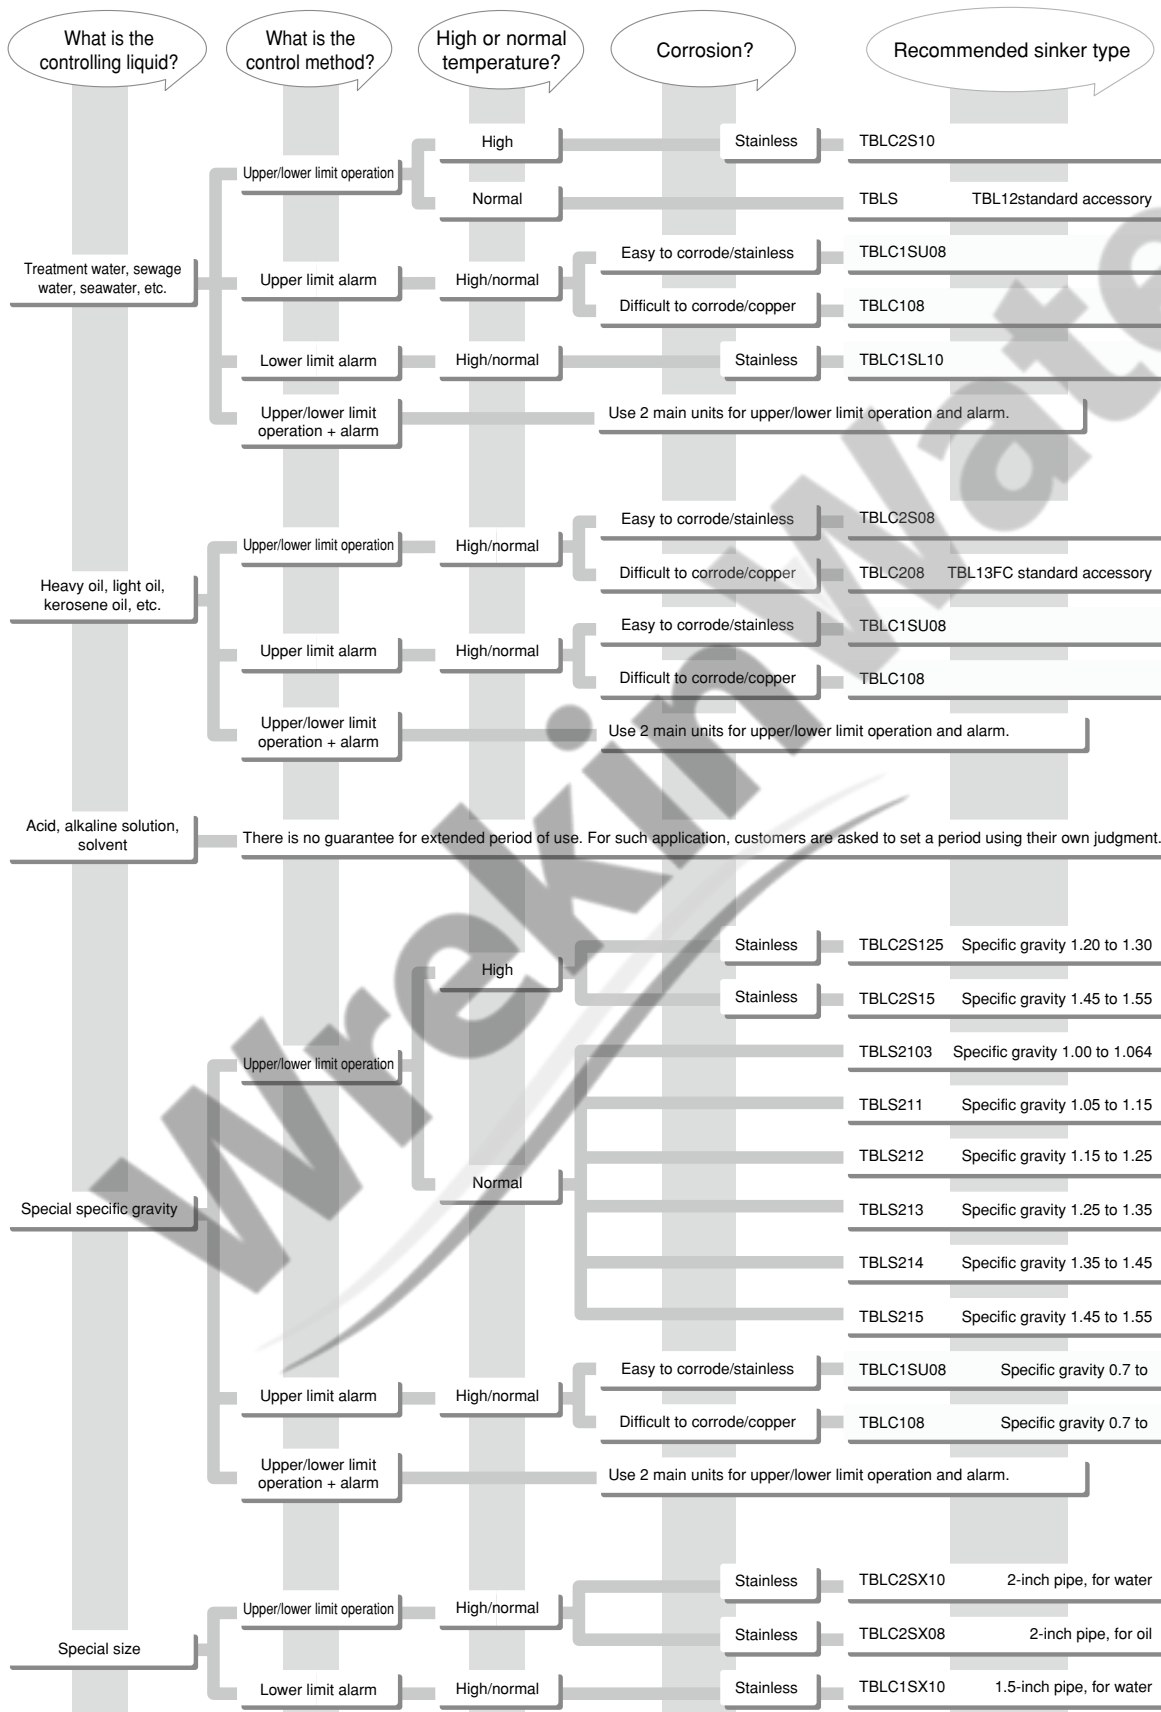 What is the
controlling liquid?
What is the
control method?
High or normal
temperature?
Corrosion?
Recommended sinker type
Treatment water, sewage
water, seawater, etc.
Upper/lower limit operation
High
Stainless
TBLC2S10
Normal
TBLS TBL12standard accessory
Upper limit alarm
High/normal
Easy to corrode/stainless
TBLC1SU08
Difficult to corrode/copper
TBLC108
Lower limit alarm
High/normal
Stainless
TBLC1SL10
Upper/lower limit
operation + alarm
Use 2 main units for upper/lower limit operation and alarm.
Heavy oil, light oil,
kerosene oil, etc.
Upper/lower limit operation
High/normal
Easy to corrode/stainless
TBLC2S08
Difficult to corrode/copper
TBLC208 TBL13FC standard accessory
Upper limit alarm
High/normal
Easy to corrode/stainless
TBLC1SU08
Difficult to corrode/copper
TBLC108
Upper/lower limit
operation + alarm
Use 2 main units for upper/lower limit operation and alarm.
Acid, alkaline solution,
solvent
There is no guarantee for extended period of use. For such application, customers are asked to set a period using their own judgment.
Special specific gravity
Upper/lower limit operation
High
Stainless
TBLC2S125 Specific gravity 1.20 to 1.30
Stainless
TBLC2S15 Specific gravity 1.45 to 1.55
Normal
TBLS2103 Specific gravity 1.00 to 1.064
TBLS211 Specific gravity 1.05 to 1.15
TBLS212 Specific gravity 1.15 to 1.25
TBLS213 Specific gravity 1.25 to 1.35
TBLS214 Specific gravity 1.35 to 1.45
TBLS215 Specific gravity 1.45 to 1.55
Upper limit alarm
High/normal
Easy to corrode/stainless
TBLC1SU08 Specific gravity 0.7 to
Difficult to corrode/copper
TBLC108 Specific gravity 0.7 to
Upper/lower limit
operation + alarm
Use 2 main units for upper/lower limit operation and alarm.
Special size
Upper/lower limit operation
High/normal
Stainless
TBLC2SX10 2-inch pipe, for water
Stainless
TBLC2SX08 2-inch pipe, for oil
Lower limit alarm
High/normal
Stainless
TBLC1SX10 1.5-inch pipe, for water
WrekinWate